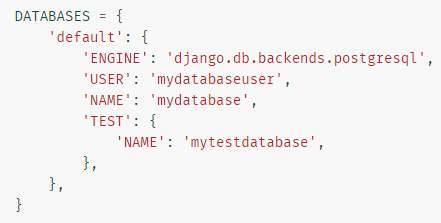 DATABASES = {
    'default': {
        'ENGINE': 'django.db.backends.postgresql',
        'USER': 'mydatabaseuser',
        'NAME': 'mydatabase',
        'TEST': {
            'NAME': 'mytestdatabase',
        },
    },
}